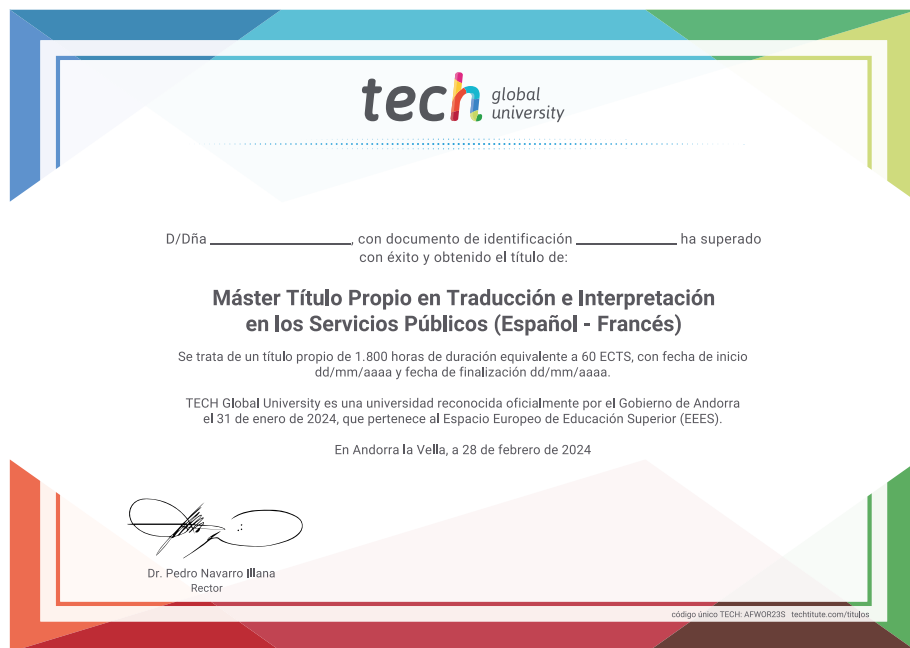 tech global
university
D/Dña ____________________, con documento de identificación ______________ ha superado
con éxito y obtenido el título de:
Máster Título Propio en Traducción e Interpretación
en los Servicios Públicos (Español - Francés)
Se trata de un título propio de 1.800 horas de duración equivalente a 60 ECTS, con fecha de inicio
dd/mm/aaaa y fecha de finalización dd/mm/aaaa.
TECH Global University es una universidad reconocida oficialmente por el Gobierno de Andorra
el 31 de enero de 2024, que pertenece al Espacio Europeo de Educación Superior (EEES).
En Andorra la Vella, a 28 de febrero de 2024
Dr. Pedro Navarro Illana
Rector
código único TECH: AFWOR23S techtitute.com/titulos